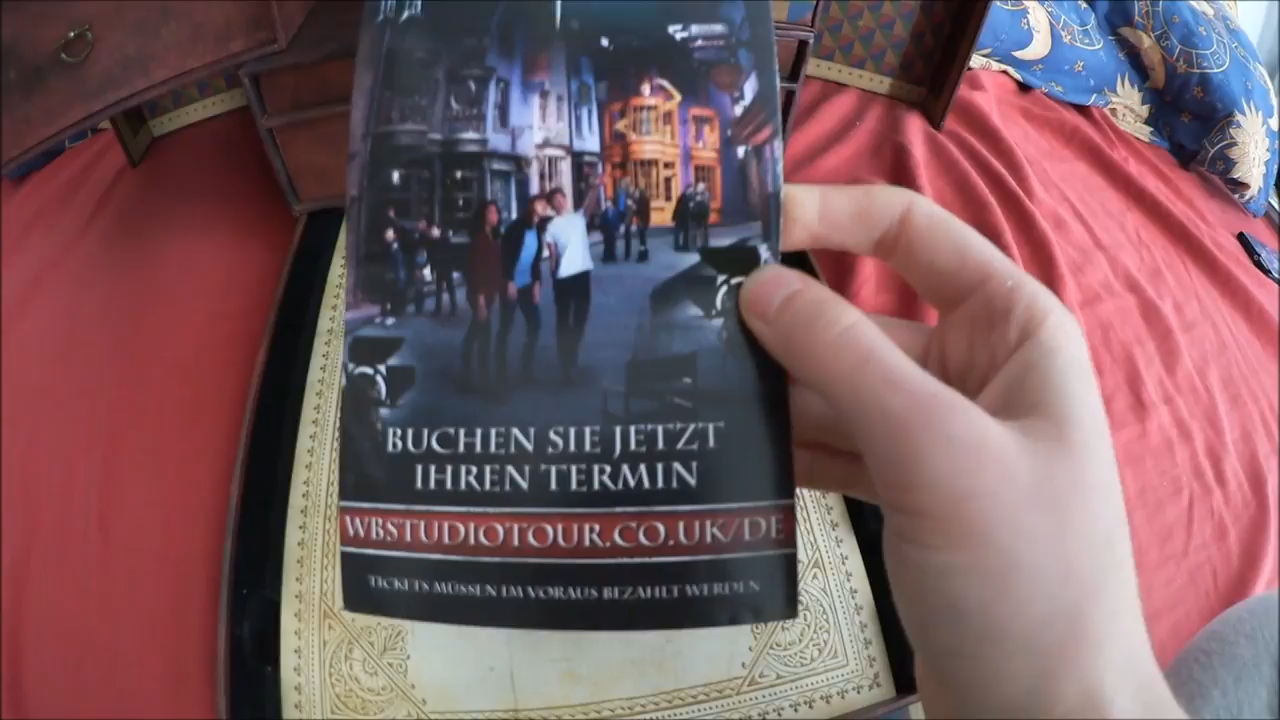 BUCHEN SIE JETZT
IHREN TERMIN
WBSTUDIOTOUR.CO.UK/DE
TICKETS MÜSSEN IM VORAUS BEZAHLT WERDEN